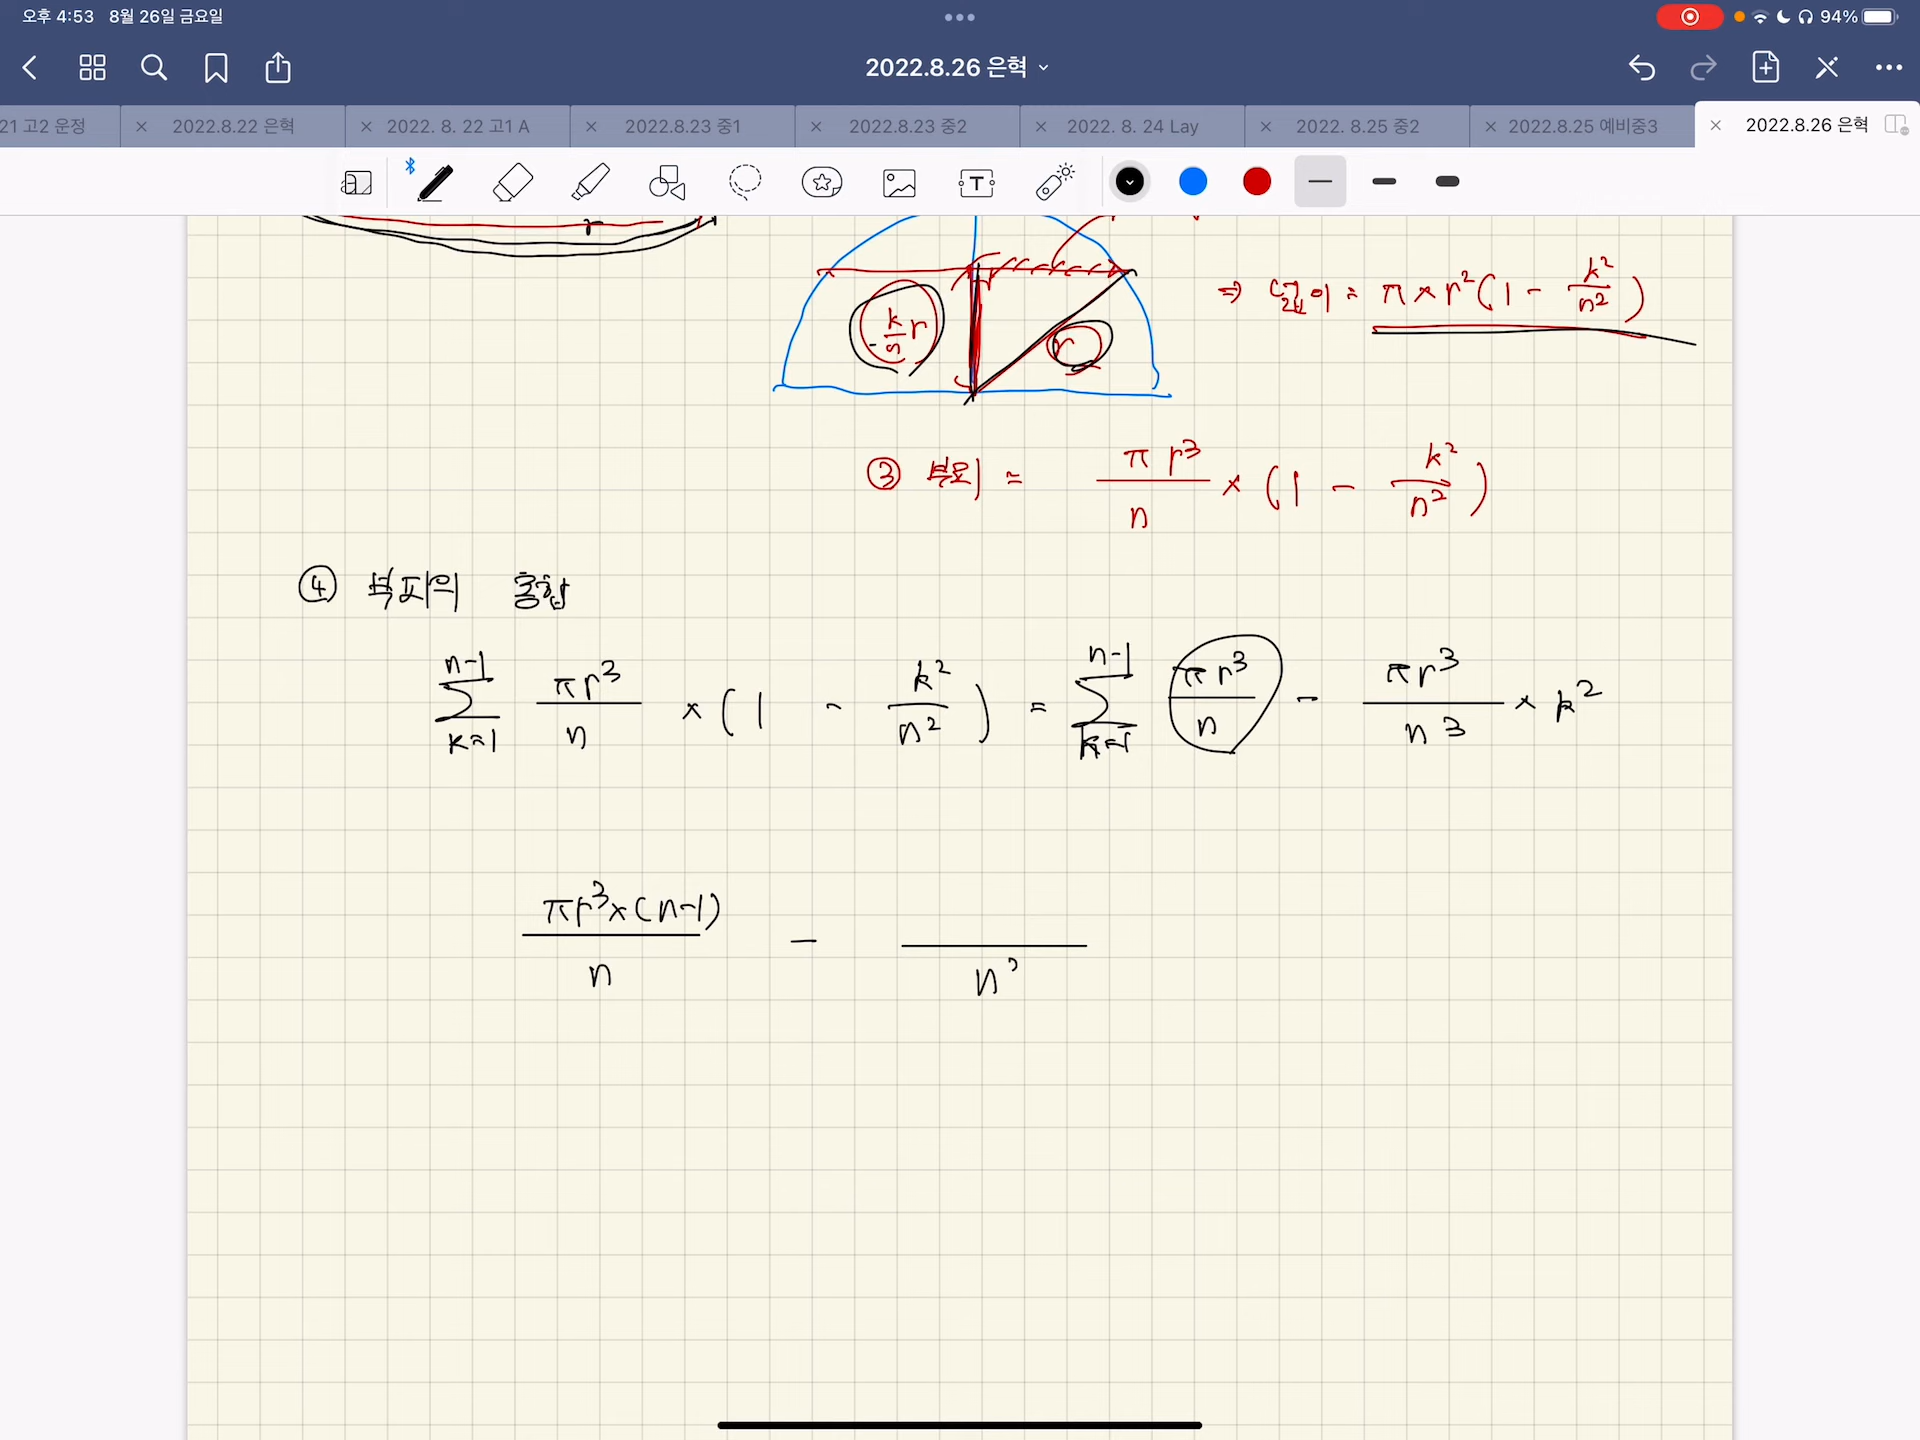 오후 4:53 8월 26일 금요일 94%
2022.8.26 은혁
21 고2 운정 2022.8.22 은혁 2022. 8. 22 고1 A 2022.8.23 중1 2022.8.23 중2 2022. 8. 24 Lay 2022. 8.25 중2 2022.8.25 예비중3 2022.8.26 은혁
r
k/n r
r
⇒ 넓이 = π × r²(1 - k²/n²)
③ 부피 = πr³/n × (1 - k²/n²)
④ 부피의 총합
n-1 Σ k=1 πr³/n × (1 - k²/n²) = n-1 Σ k=1 πr³/n - πr³/n3 × k²
πr³×(n-1)/n - /n³